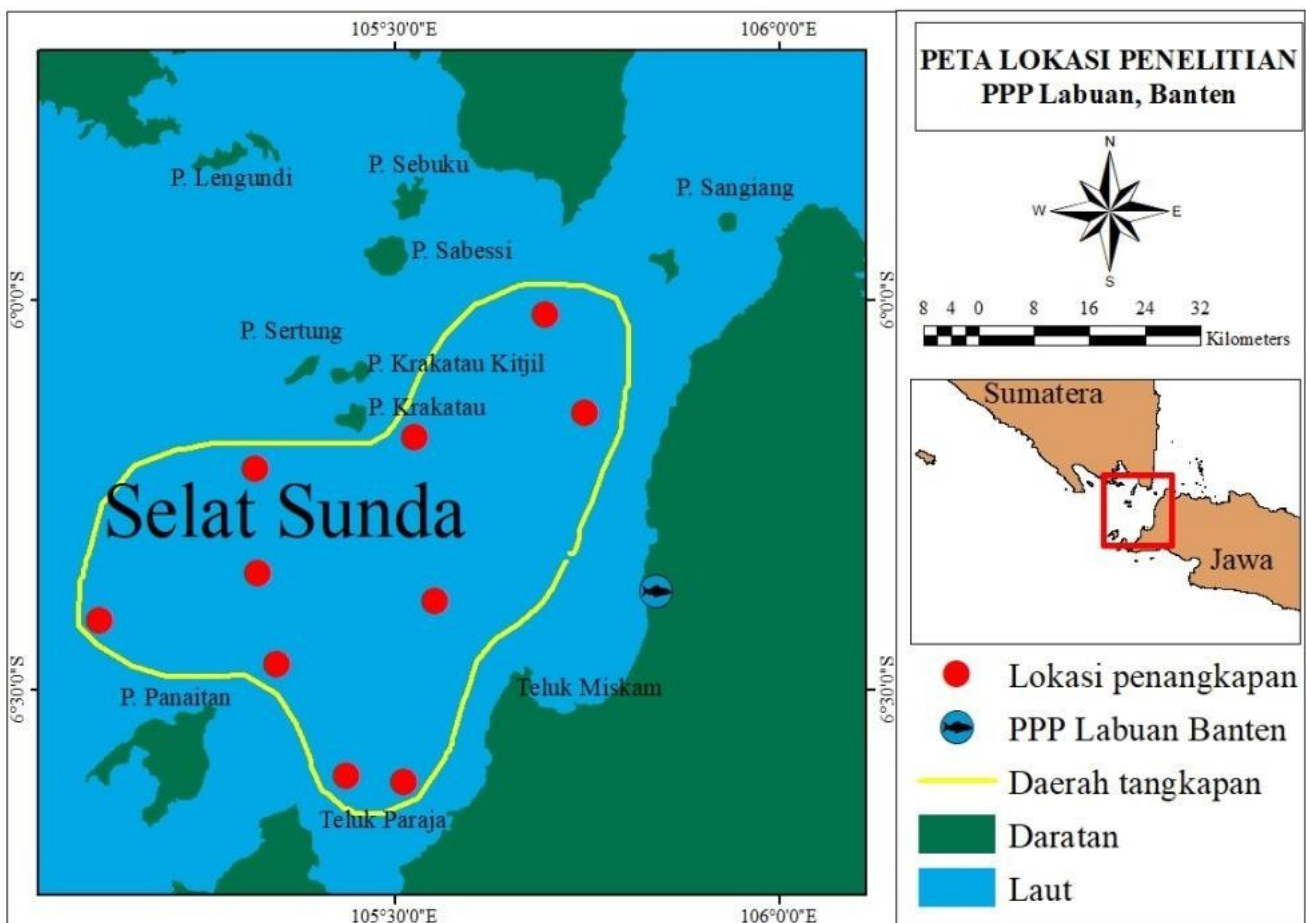 105°30'0"E
106°0'0"E
P. Lengundi
P. Sebuku
P. Sangiang
P. Sabessi
6°0'0"S
6°0'0"S
P. Sertung
P. Krakatau Kitjil
P. Krakatau
Selat Sunda
Teluk Miskam
6°30'0"S
6°30'0"S
P. Panaitan
Teluk Paraja
105°30'0"E
106°0'0"E
PETA LOKASI PENELITIAN
PPP Labuan, Banten
N
W
E
S
8 4 0 8 16 24 32
Kilometers
Sumatera
Jawa
Lokasi penangkapan
PPP Labuan Banten
Daerah tangkapan
Daratan
Laut